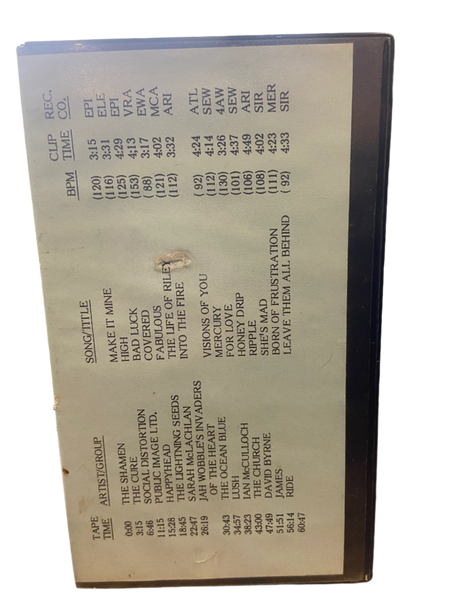 TAPE CLIP REC.
TIME ARTIST/GROUP SONG/TITLE BPM TIME CO.
0:00 THE SHAMEN MAKE IT MINE (120) 3:15 EPI
3:15 THE CURE HIGH (116) 3:31 ELE
6:46 SOCIAL DISTORTION BAD LUCK (125) 4:29 EPI
11:15 PUBLIC IMAGE LTD. COVERED (153) 4;13 VRA
15:28 HAPPYHEAD FABULOUS ( 88) 3:17 EWA
18:45 THE LIGHTNING SEEDS THE LIFE OF RILEY (121) 4:02 MCA
22:47 SARAH McLACHLAN INTO THE FIRE (112) 3:32 ARI
26:19 JAH WOBBLE'S INVADERS
OF THE HEART VISIONS OF YOU ( 92) 4:24 ATL
30:43 THE OCEAN BLUE MERCURY (112) 4:14 SEW
34:57 LUSH FOR LOVE (130) 3:26 4AW
38:23 IAN McCULLOCH HONEY DRIP (101) 4:37 SEW
43:00 THE CHURCH RIPPLE (106) 4:49 ARI
47:49 DAVID BYRNE SHE'S MAD (108) 4:02 SIR
51:51 JAMES BORN OF FRUSTRATION (111) 4:23 MER
56:14 RIDE LEAVE THEM ALL BEHIND ( 92) 4:33 SIR
60:47